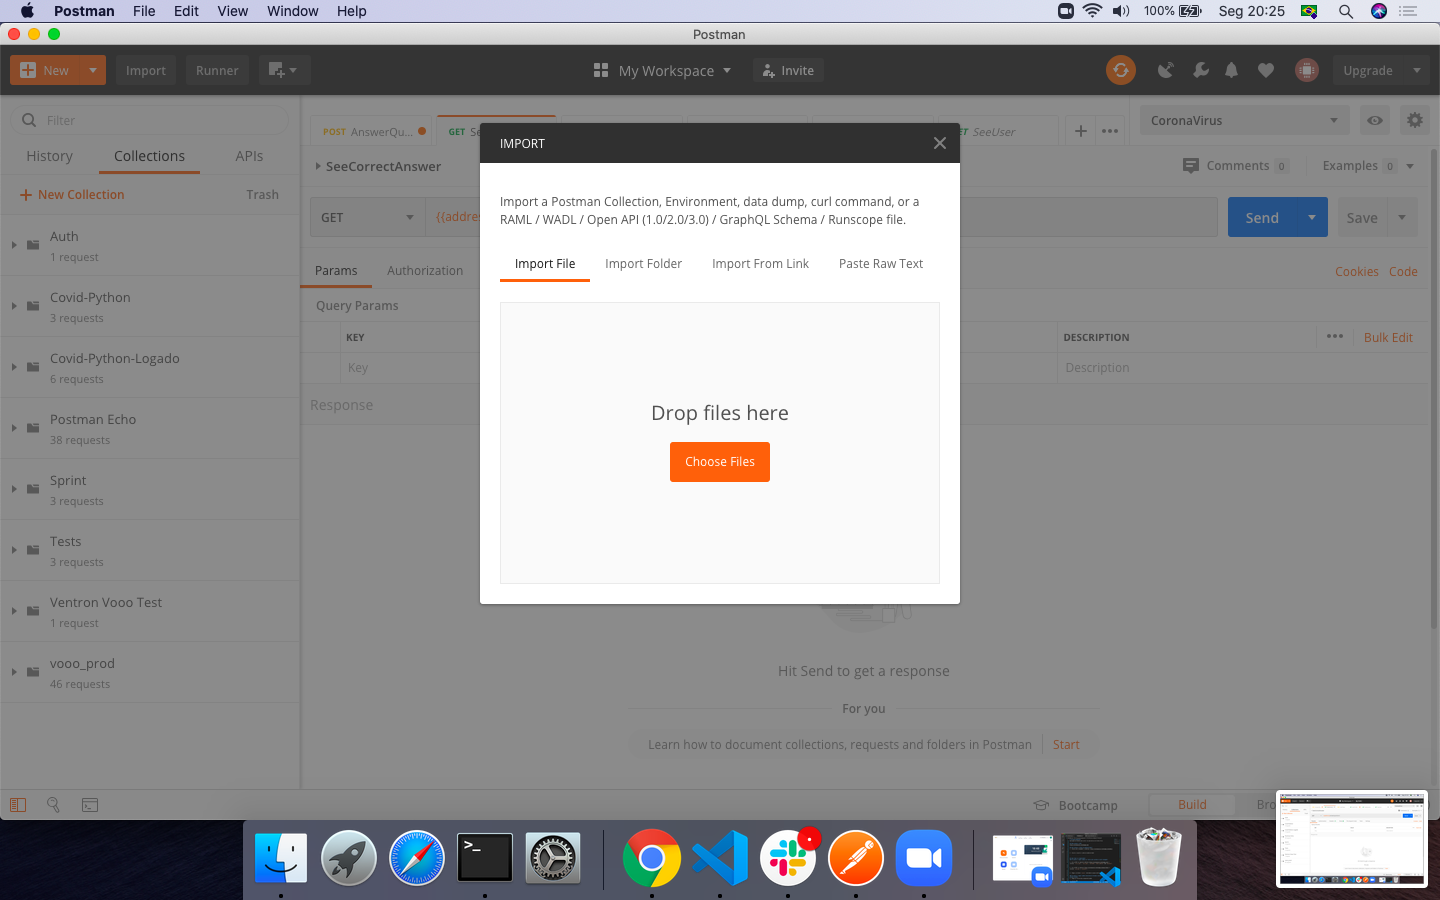 Postman File Edit View Window Help 100% Seg 20:25
Postman
New Import Runner My Workspace Invite Upgrade
Filter
History Collections APIs
New Collection Trash
Auth
1 request
Covid-Python
3 requests
Covid-Python-Logado
6 requests
Postman Echo
38 requests
Sprint
3 requests
Tests
3 requests
Ventron Vooo Test
1 request
vooo_prod
46 requests
POST AnswerQu... GET SeeUser
CoronaVirus
SeeCorrectAnswer Comments 0 Examples 0
GET Send Save
Params Authorization Cookies Code
Query Params
KEY DESCRIPTION Bulk Edit
Key Description
Response
IMPORT
Import a Postman Collection, Environment, data dump, curl command, or a
RAML / WADL / Open API (1.0/2.0/3.0) / GraphQL Schema / Runscope file.
Import File Import Folder Import From Link Paste Raw Text
Drop files here
Choose Files
Hit Send to get a response
For you
Learn how to document collections, requests and folders in Postman Start
Bootcamp Build